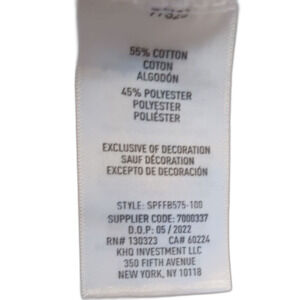 55% COTTON
COTON
ALGODÓN
45% POLYESTER
POLYESTER
POLIÉSTER
EXCLUSIVE OF DECORATION
SAUF DÉCORATION
EXCEPTO DE DECORACIÓN
STYLE: SPFFB575-100
SUPPLIER CODE: 7000337
D.O.P: 05 / 2022
RN# 130323 CA# 60224
KHQ INVESTMENT LLC
350 FIFTH AVENUE
NEW YORK, NY 10118